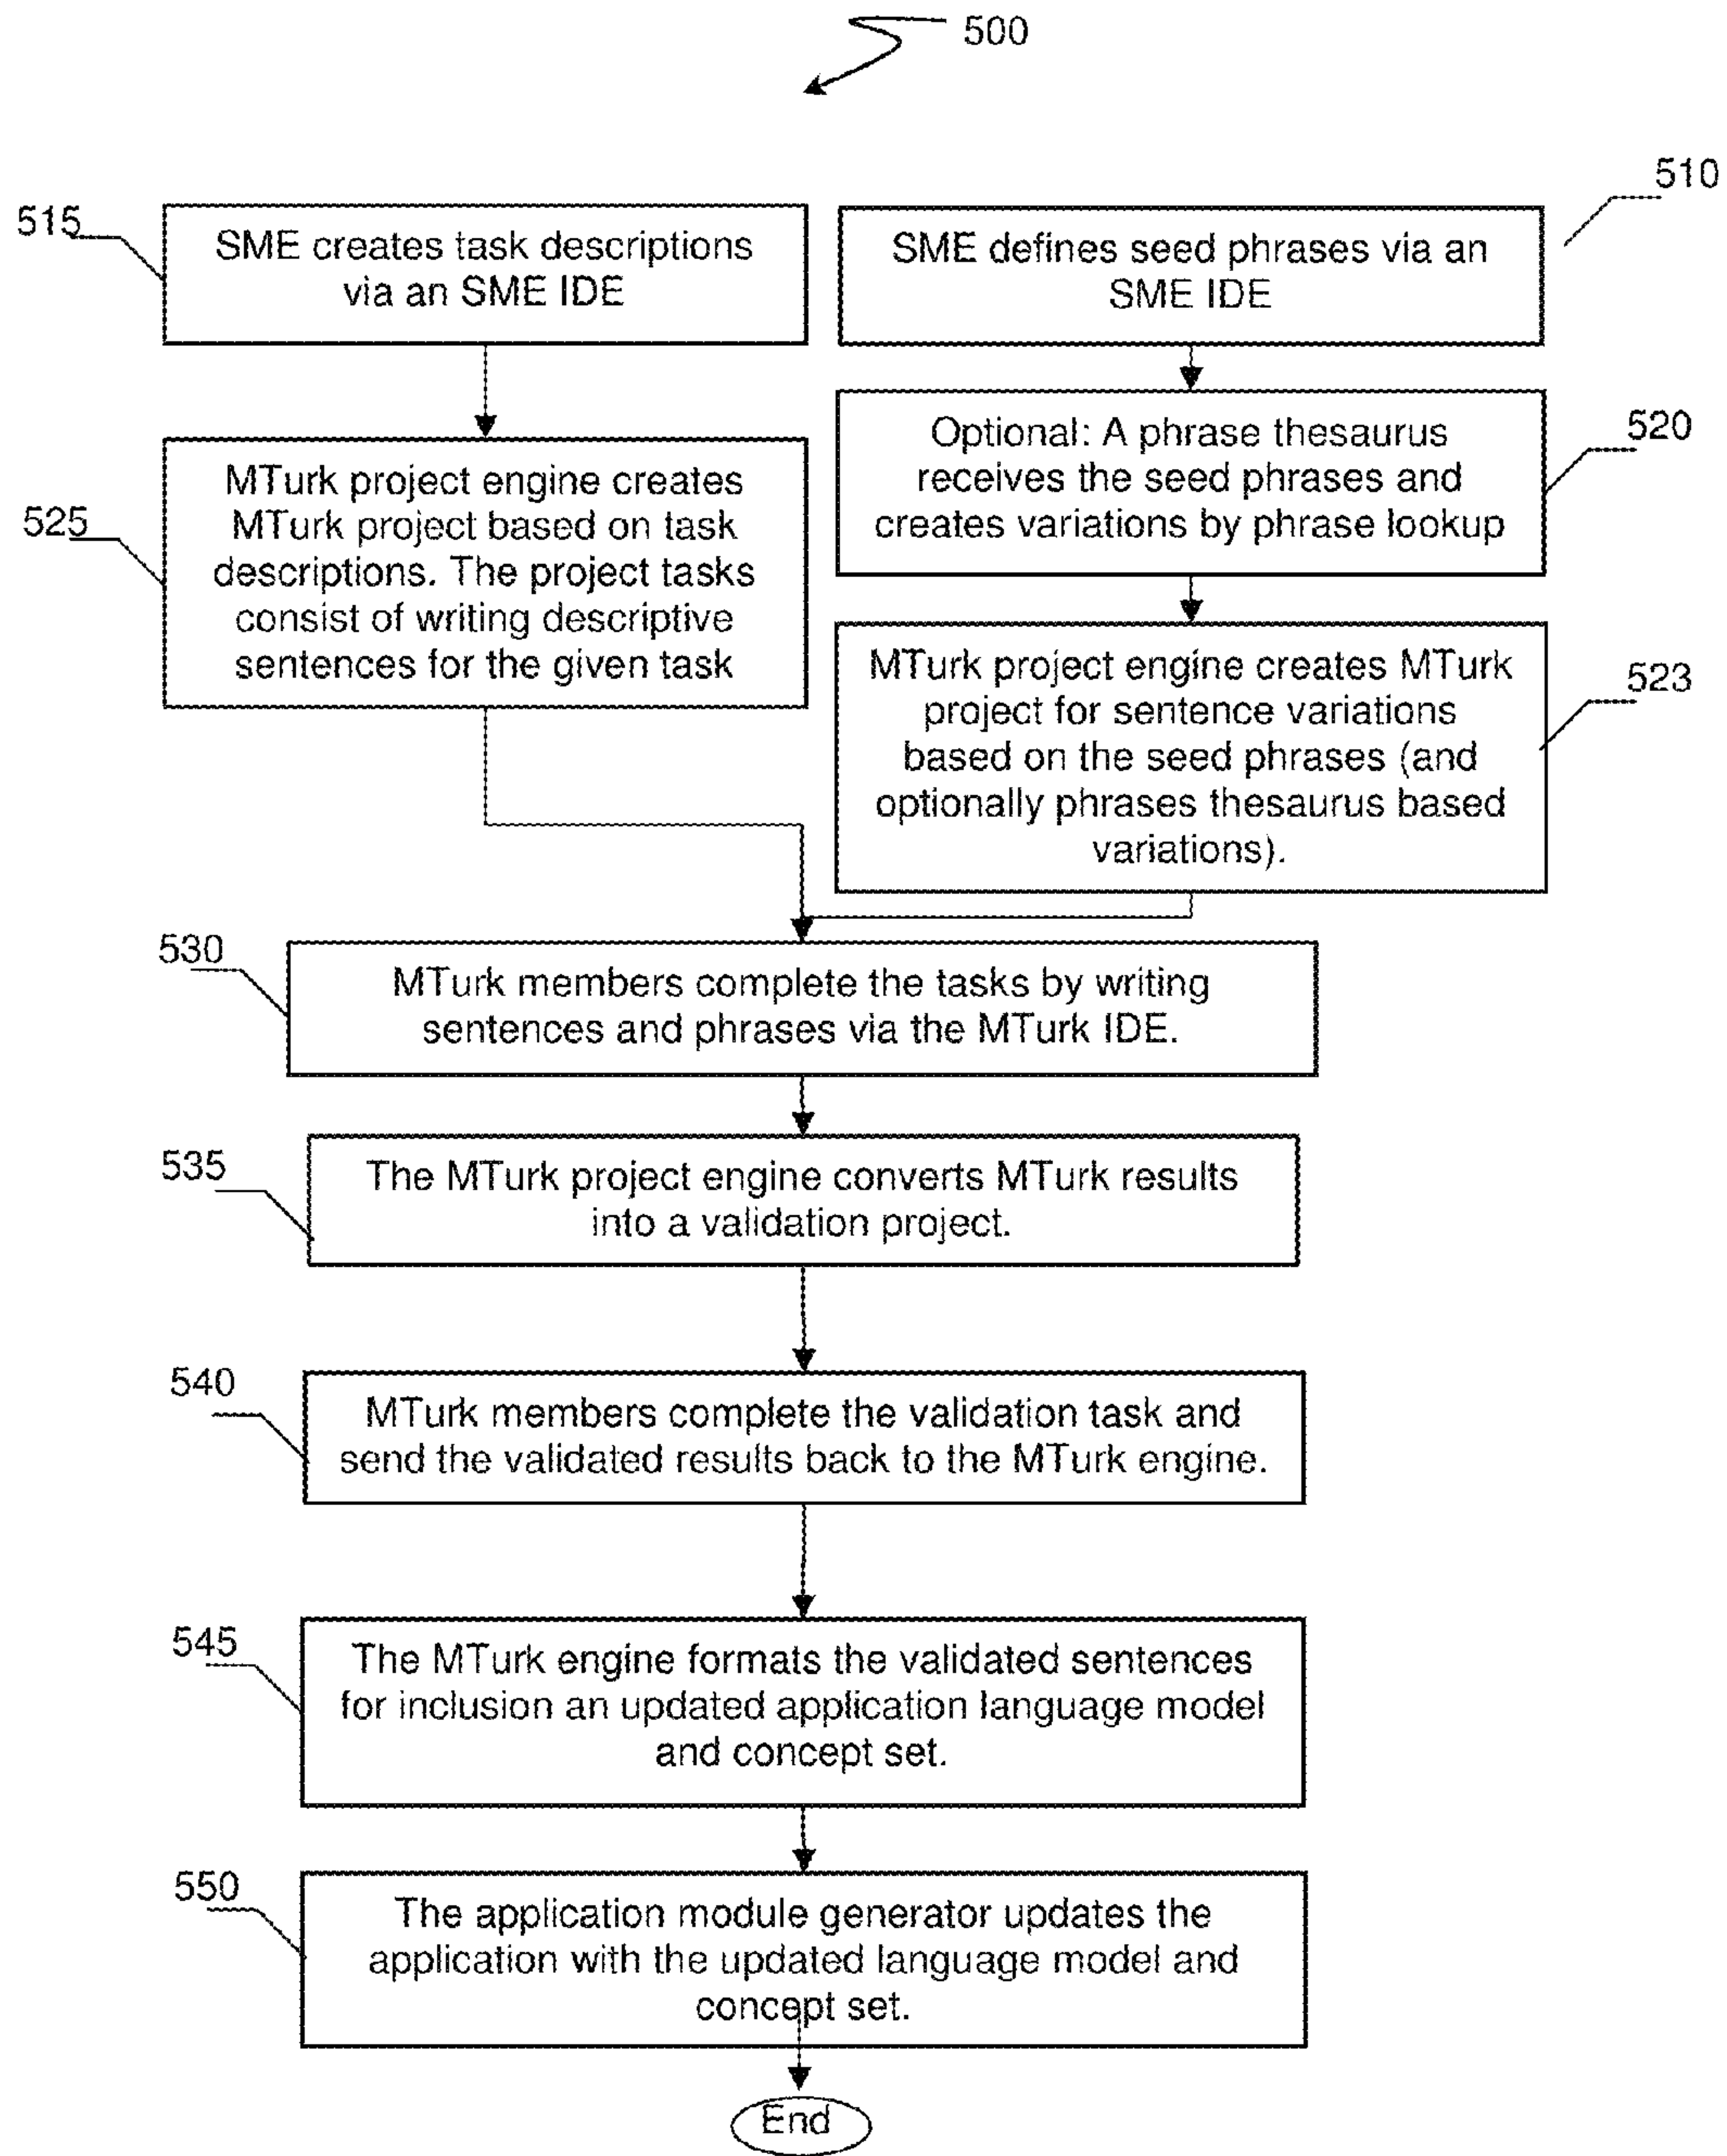 500
510
515
SME creates task descriptions
via an SME IDE
SME defines seed phrases via an
SME IDE
520
Optional: A phrase thesaurus
receives the seed phrases and
creates variations by phrase lookup
525
MTurk project engine creates
MTurk project based on task
descriptions. The project tasks
consist of writing descriptive
sentences for the given task
523
MTurk project engine creates MTurk
project for sentence variations
based on the seed phrases (and
optionally phrases thesaurus based
variations).
530
MTurk members complete the tasks by writing
sentences and phrases via the MTurk IDE.
535
The MTurk project engine converts MTurk results
into a validation project.
540
MTurk members complete the validation task and
send the validated results back to the MTurk engine.
545
The MTurk engine formats the validated sentences
for inclusion an updated application language model
and concept set.
550
The application module generator updates the
application with the updated language model and
concept set.
End